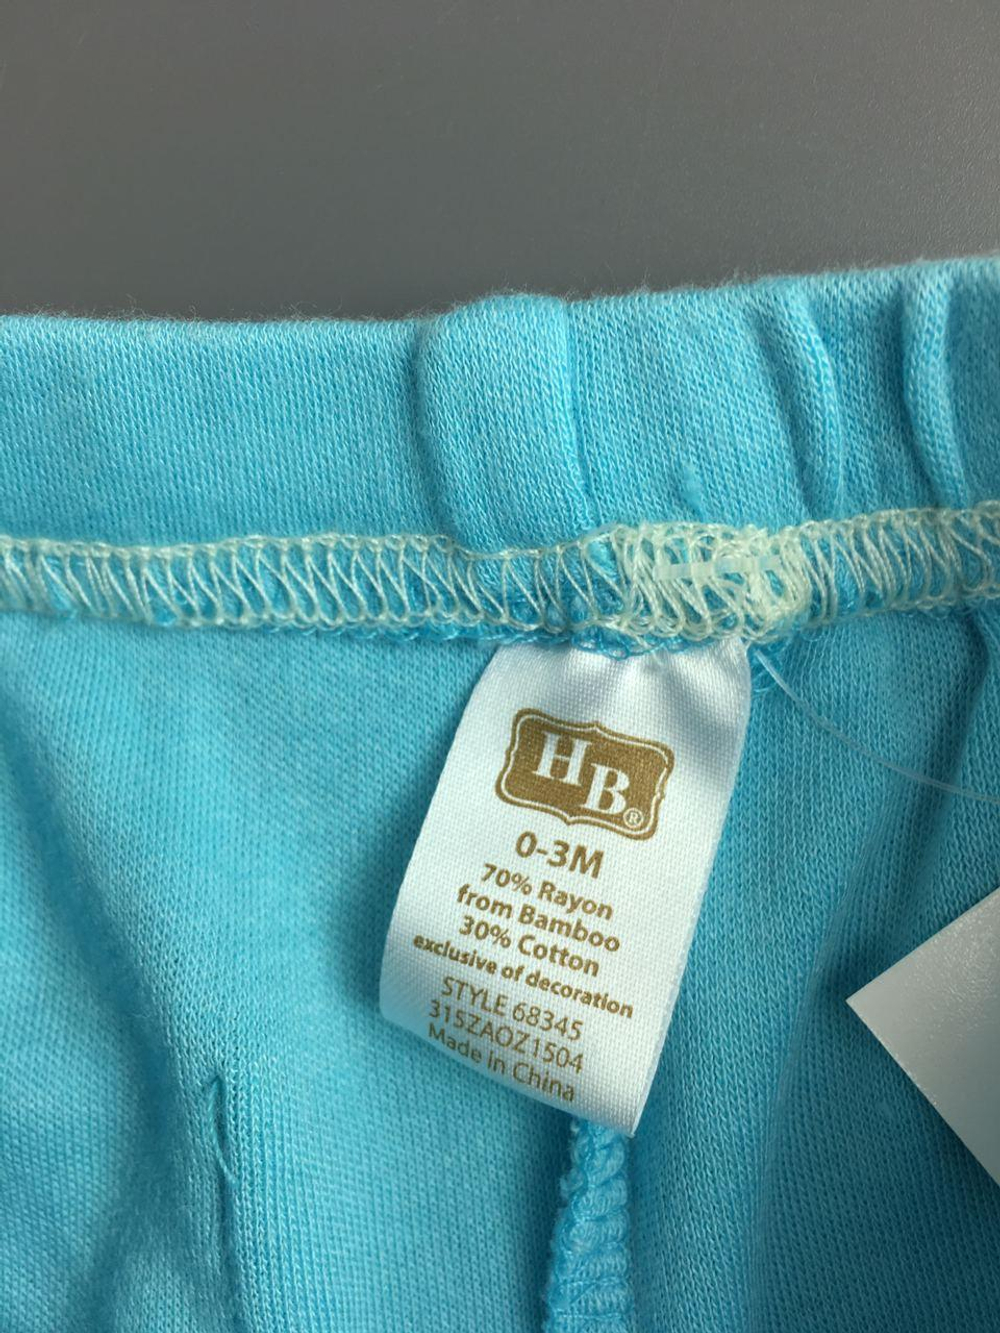 HB®
0-3M
70% Rayon
from Bamboo
30% Cotton
exclusive of decoration
STYLE 68345
315ZAOZ1504
Made in China